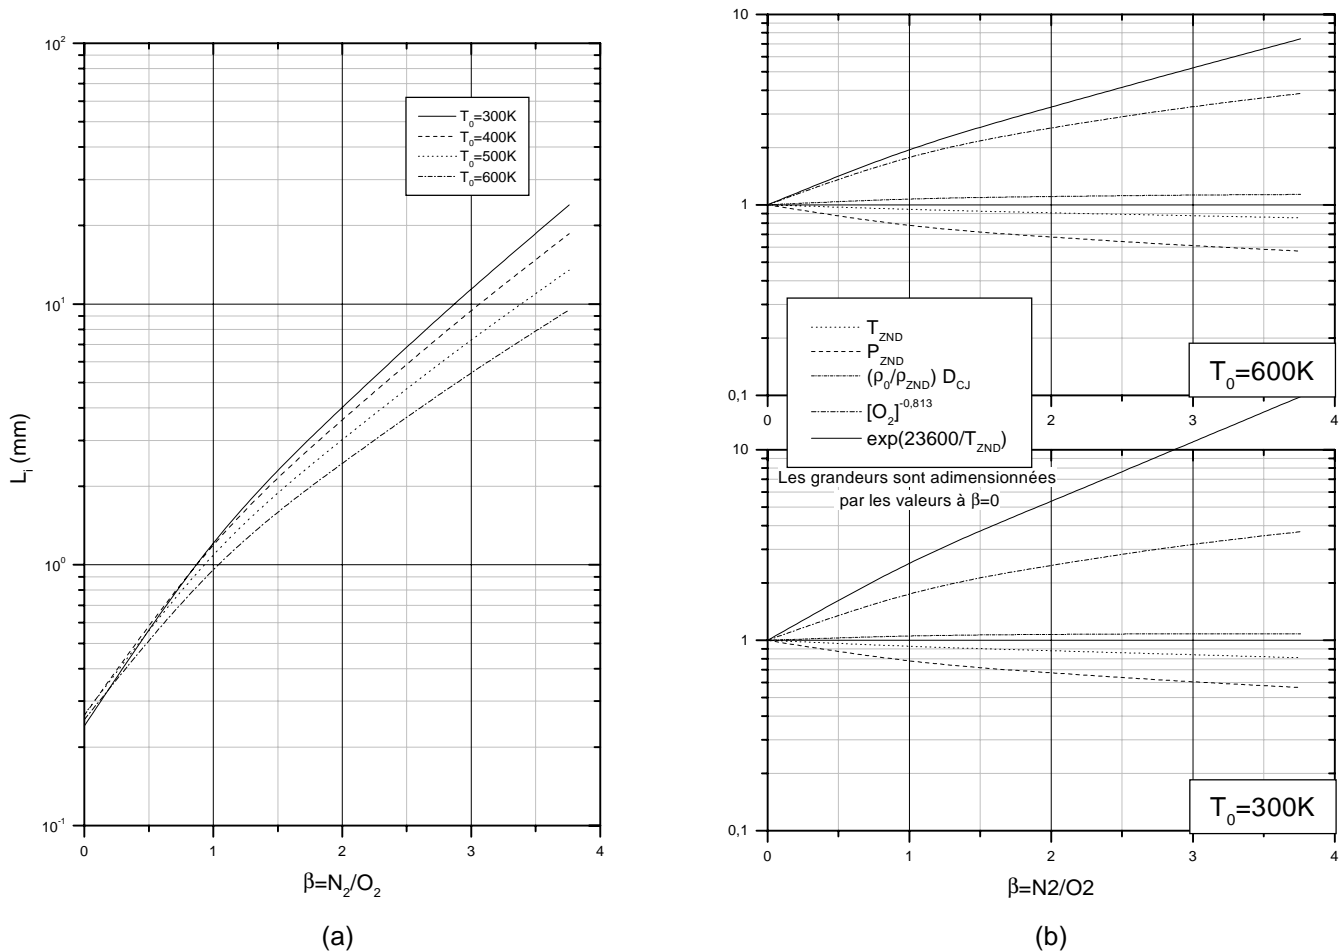 10²
10¹
10⁰
10⁻¹
0
1
2
3
4
L_i (mm)
β=N₂/O₂
T₀=300K
T₀=400K
T₀=500K
T₀=600K
(a)
10
1
0,1
0
1
2
3
4
T₀=600K
T_ZND
P_ZND
(ρ₀/ρ_ZND) D_CJ
[O₂]^-0,813
exp(23600/T_ZND)
Les grandeurs sont adimensionnées
par les valeurs à β=0
10
1
0,1
0
1
2
3
4
T₀=300K
β=N2/O2
(b)